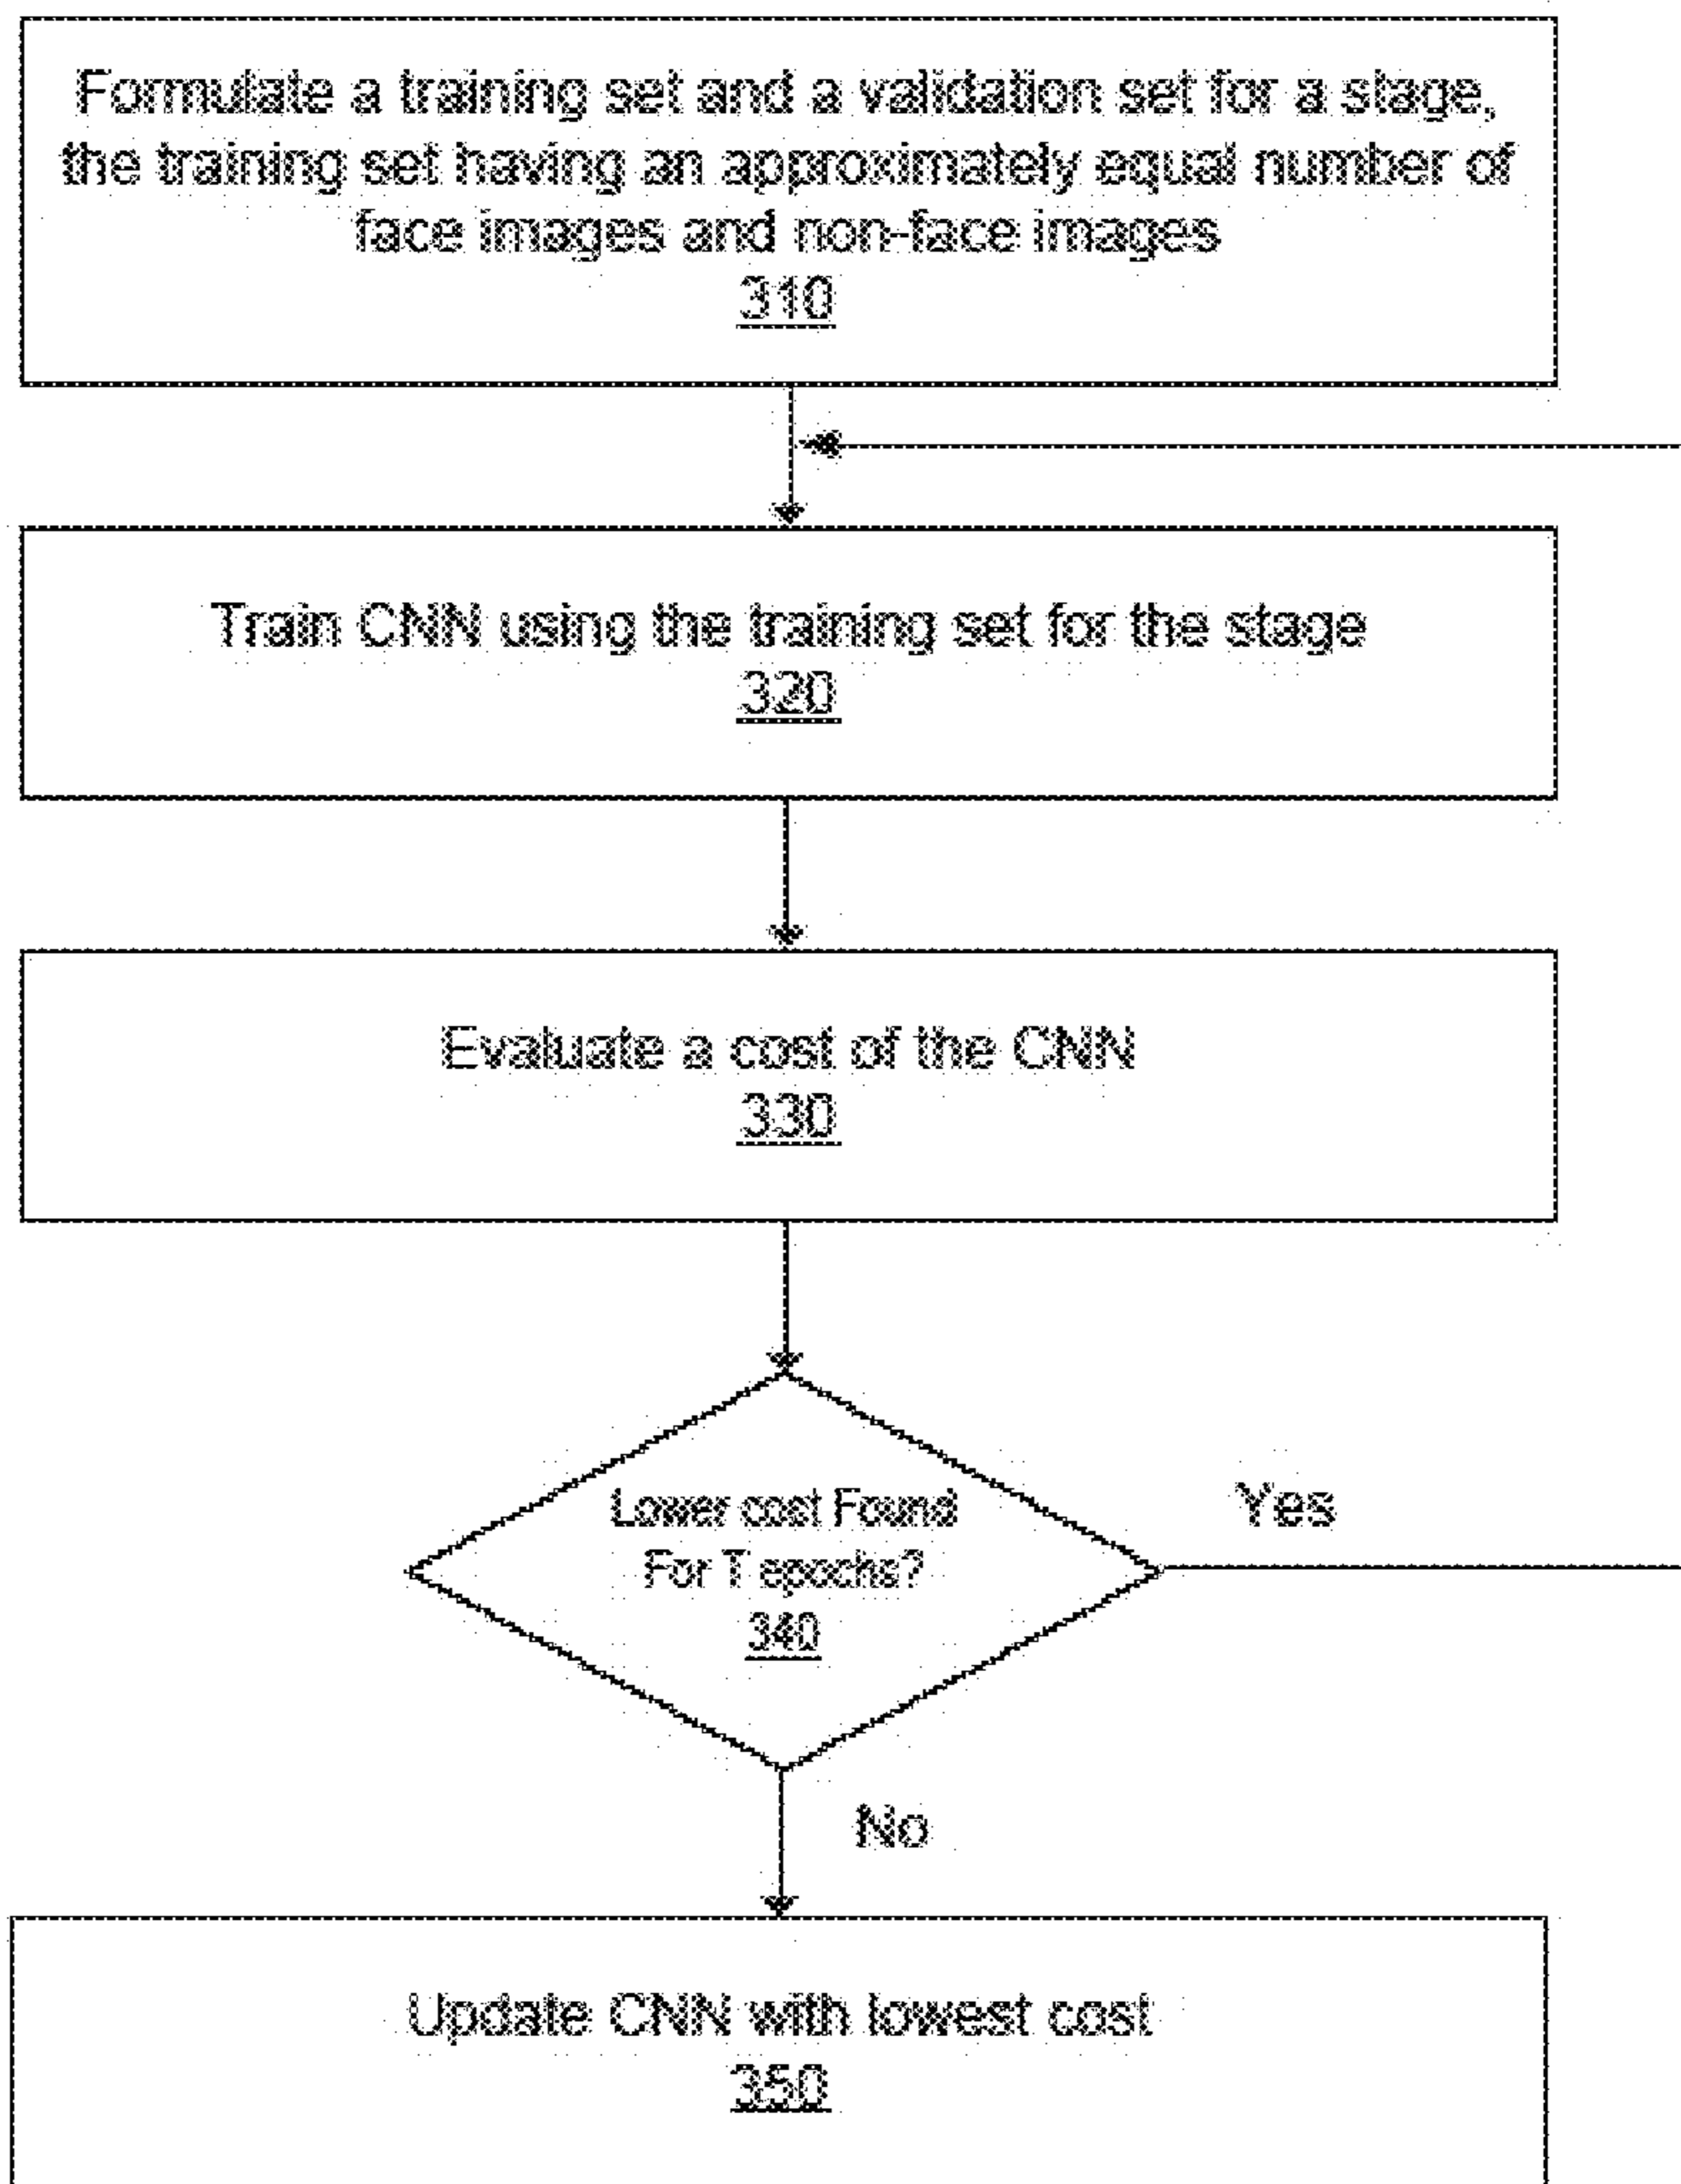 Formulate a training set and a validation set for a stage,
the training set having an approximately equal number of
face images and non-face images
310
Train CNN using the training set for the stage
320
Evaluate a cost of the CNN
330
Lower cost Found
For T epochs?
340
Yes
No
Update CNN with lowest cost
350